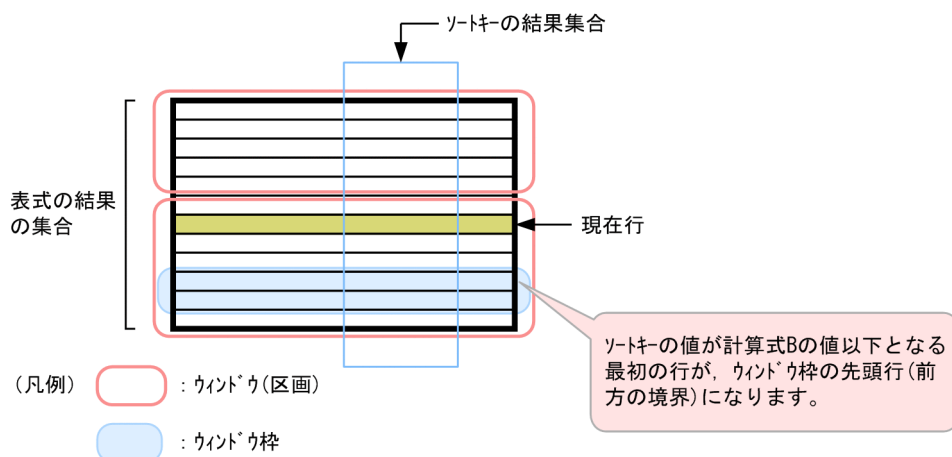 ソートキーの結果集合
表式の結果
の集合
現在行
ソートキーの値が計算式Bの値以下となる
最初の行が，ウィンドウ枠の先頭行(前
方の境界)になります。
(凡例)
：ウィンドウ(区画)
：ウィンドウ枠